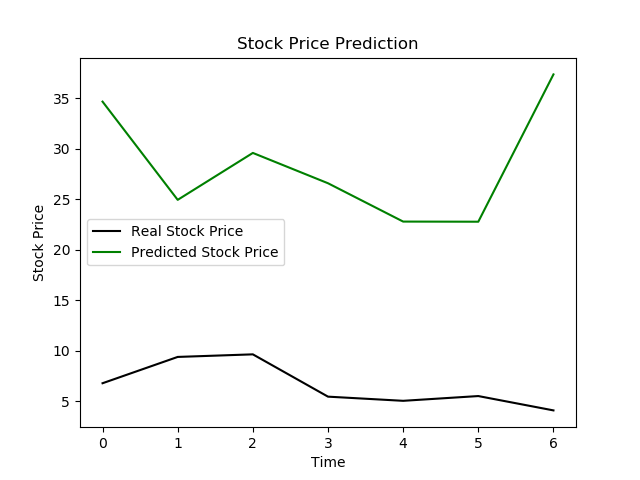 Stock Price Prediction
Stock Price
35
30
25
20
15
10
5
Real Stock Price
Predicted Stock Price
0 1 2 3 4 5 6
Time